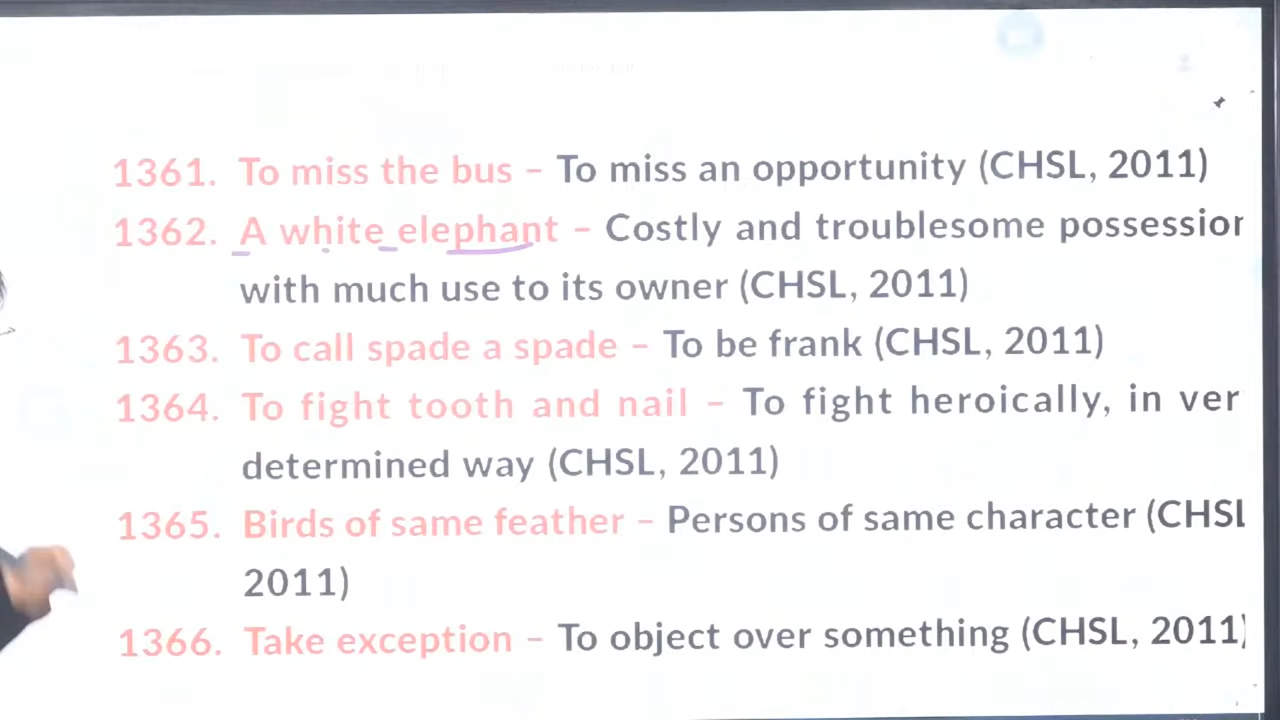 1361. To miss the bus – To miss an opportunity (CHSL, 2011)
1362. A white elephant – Costly and troublesome possession
with much use to its owner (CHSL, 2011)
1363. To call spade a spade – To be frank (CHSL, 2011)
1364. To fight tooth and nail – To fight heroically, in ver
determined way (CHSL, 2011)
1365. Birds of same feather – Persons of same character (CHSL
2011)
1366. Take exception – To object over something (CHSL, 2011)